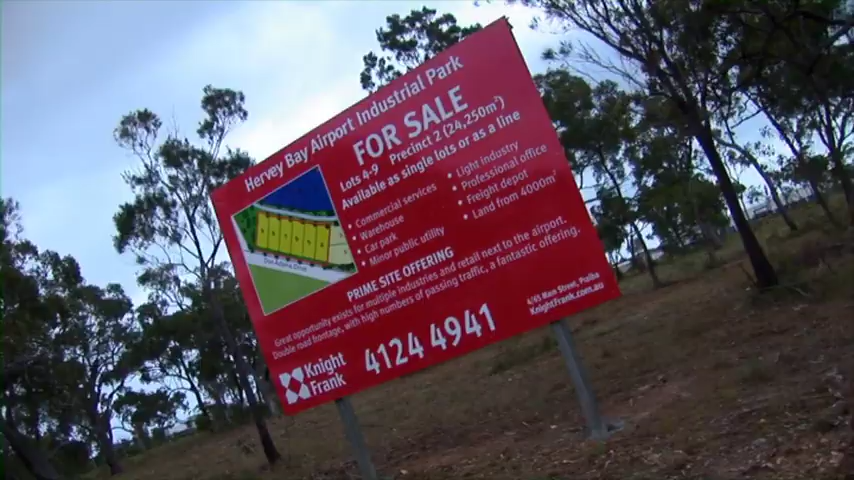 Hervey Bay Airport Industrial Park
FOR SALE
Lots 4-9 Precinct 2 (24,250m²)
Available as single lots or as a line
• Commercial services
• Warehouse
• Car park
• Minor public utility
• Light industry
• Professional office
• Freight depot
• Land from 4000m²
PRIME SITE OFFERING
Great opportunity exists for multiple industries and retail next to the airport.
Double road frontage, with high numbers of passing traffic, a fantastic offering.
Knight
Frank
4124 4941
6/65 Main Street, Pialba
KnightFrank.com.au